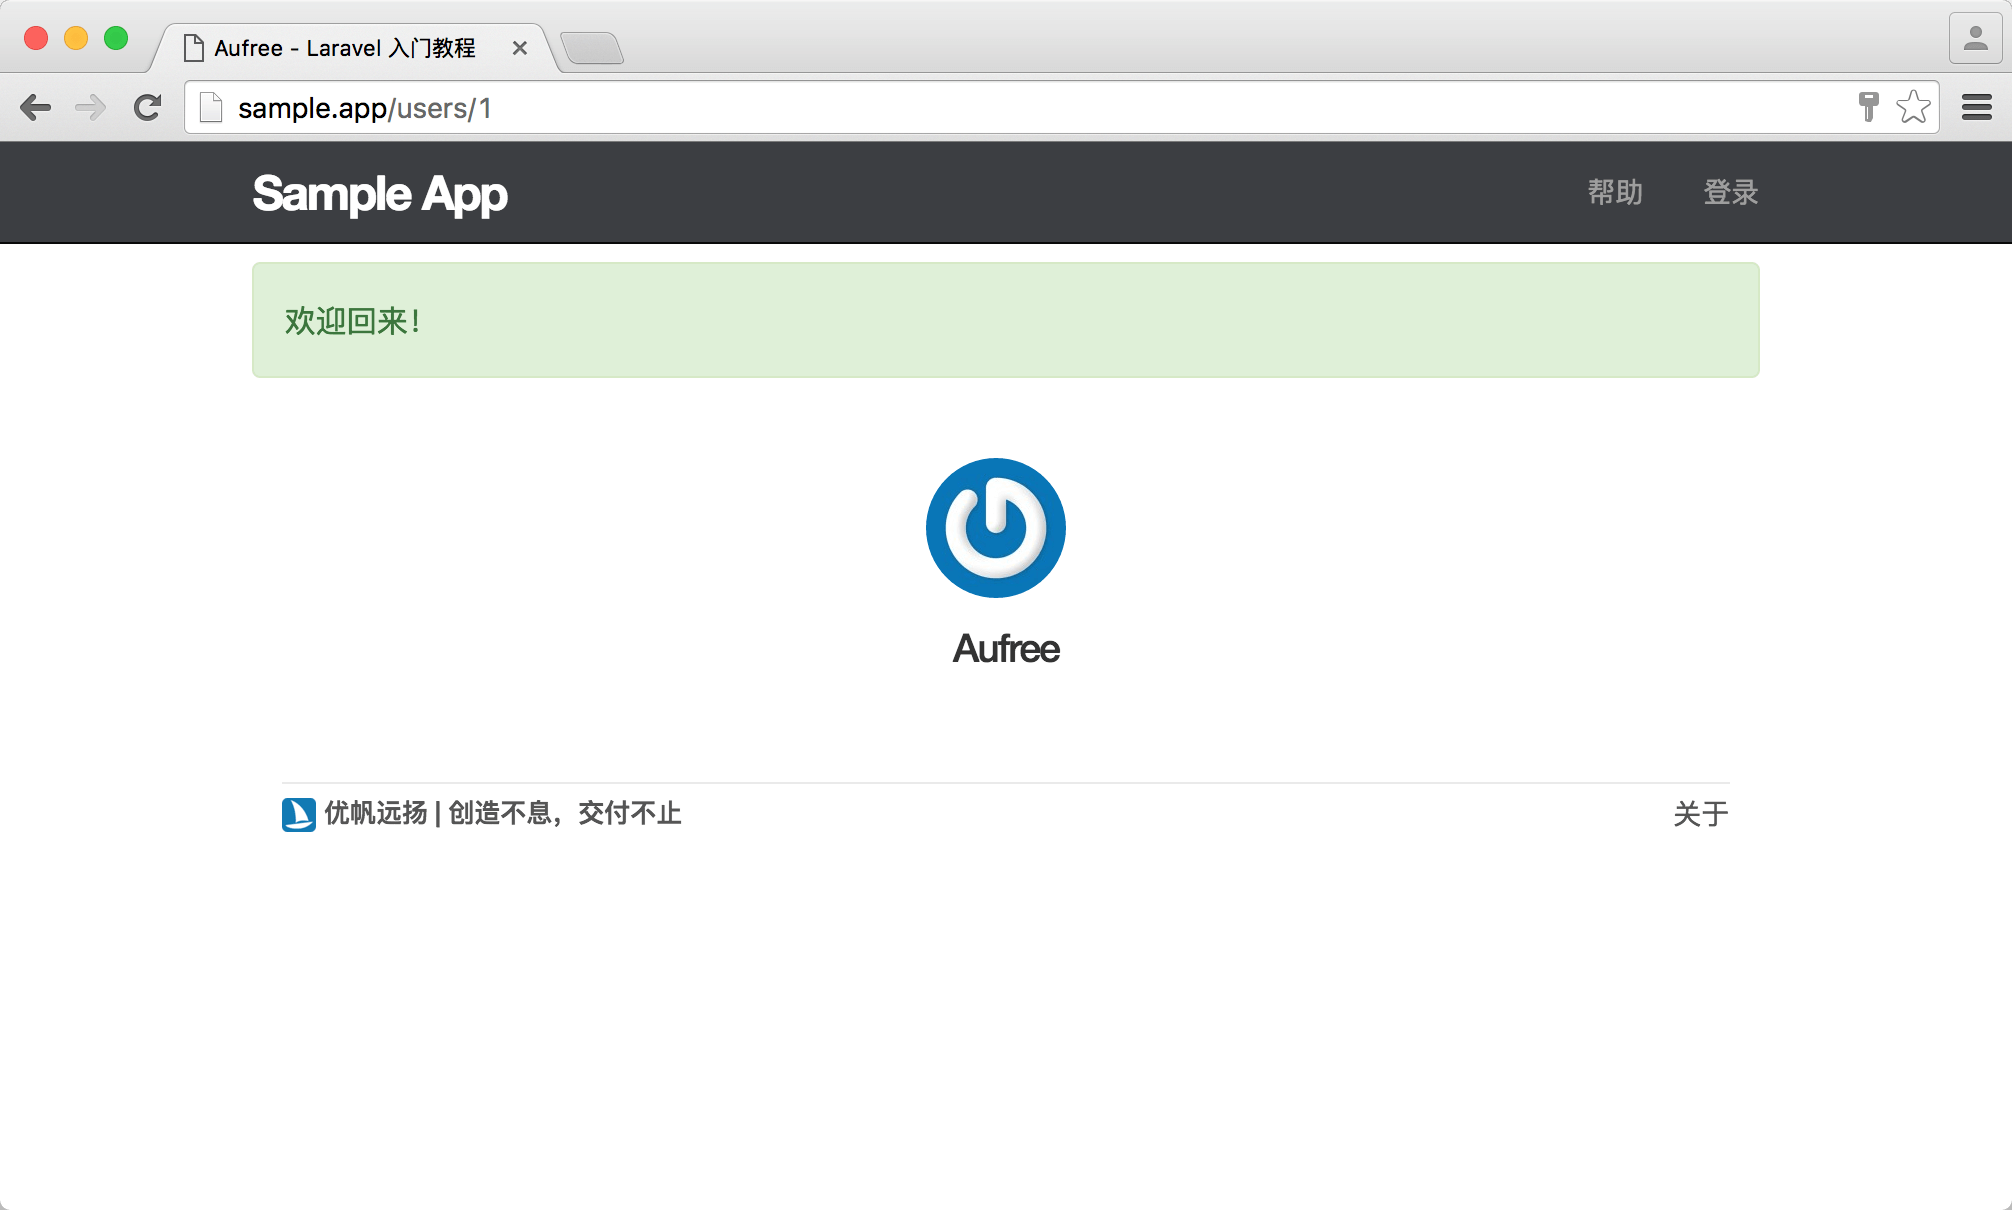 Aufree - Laravel 入门教程
sample.app/users/1
Sample App
帮助
登录
欢迎回来！
Aufree
优帆远扬 | 创造不息，交付不止
关于